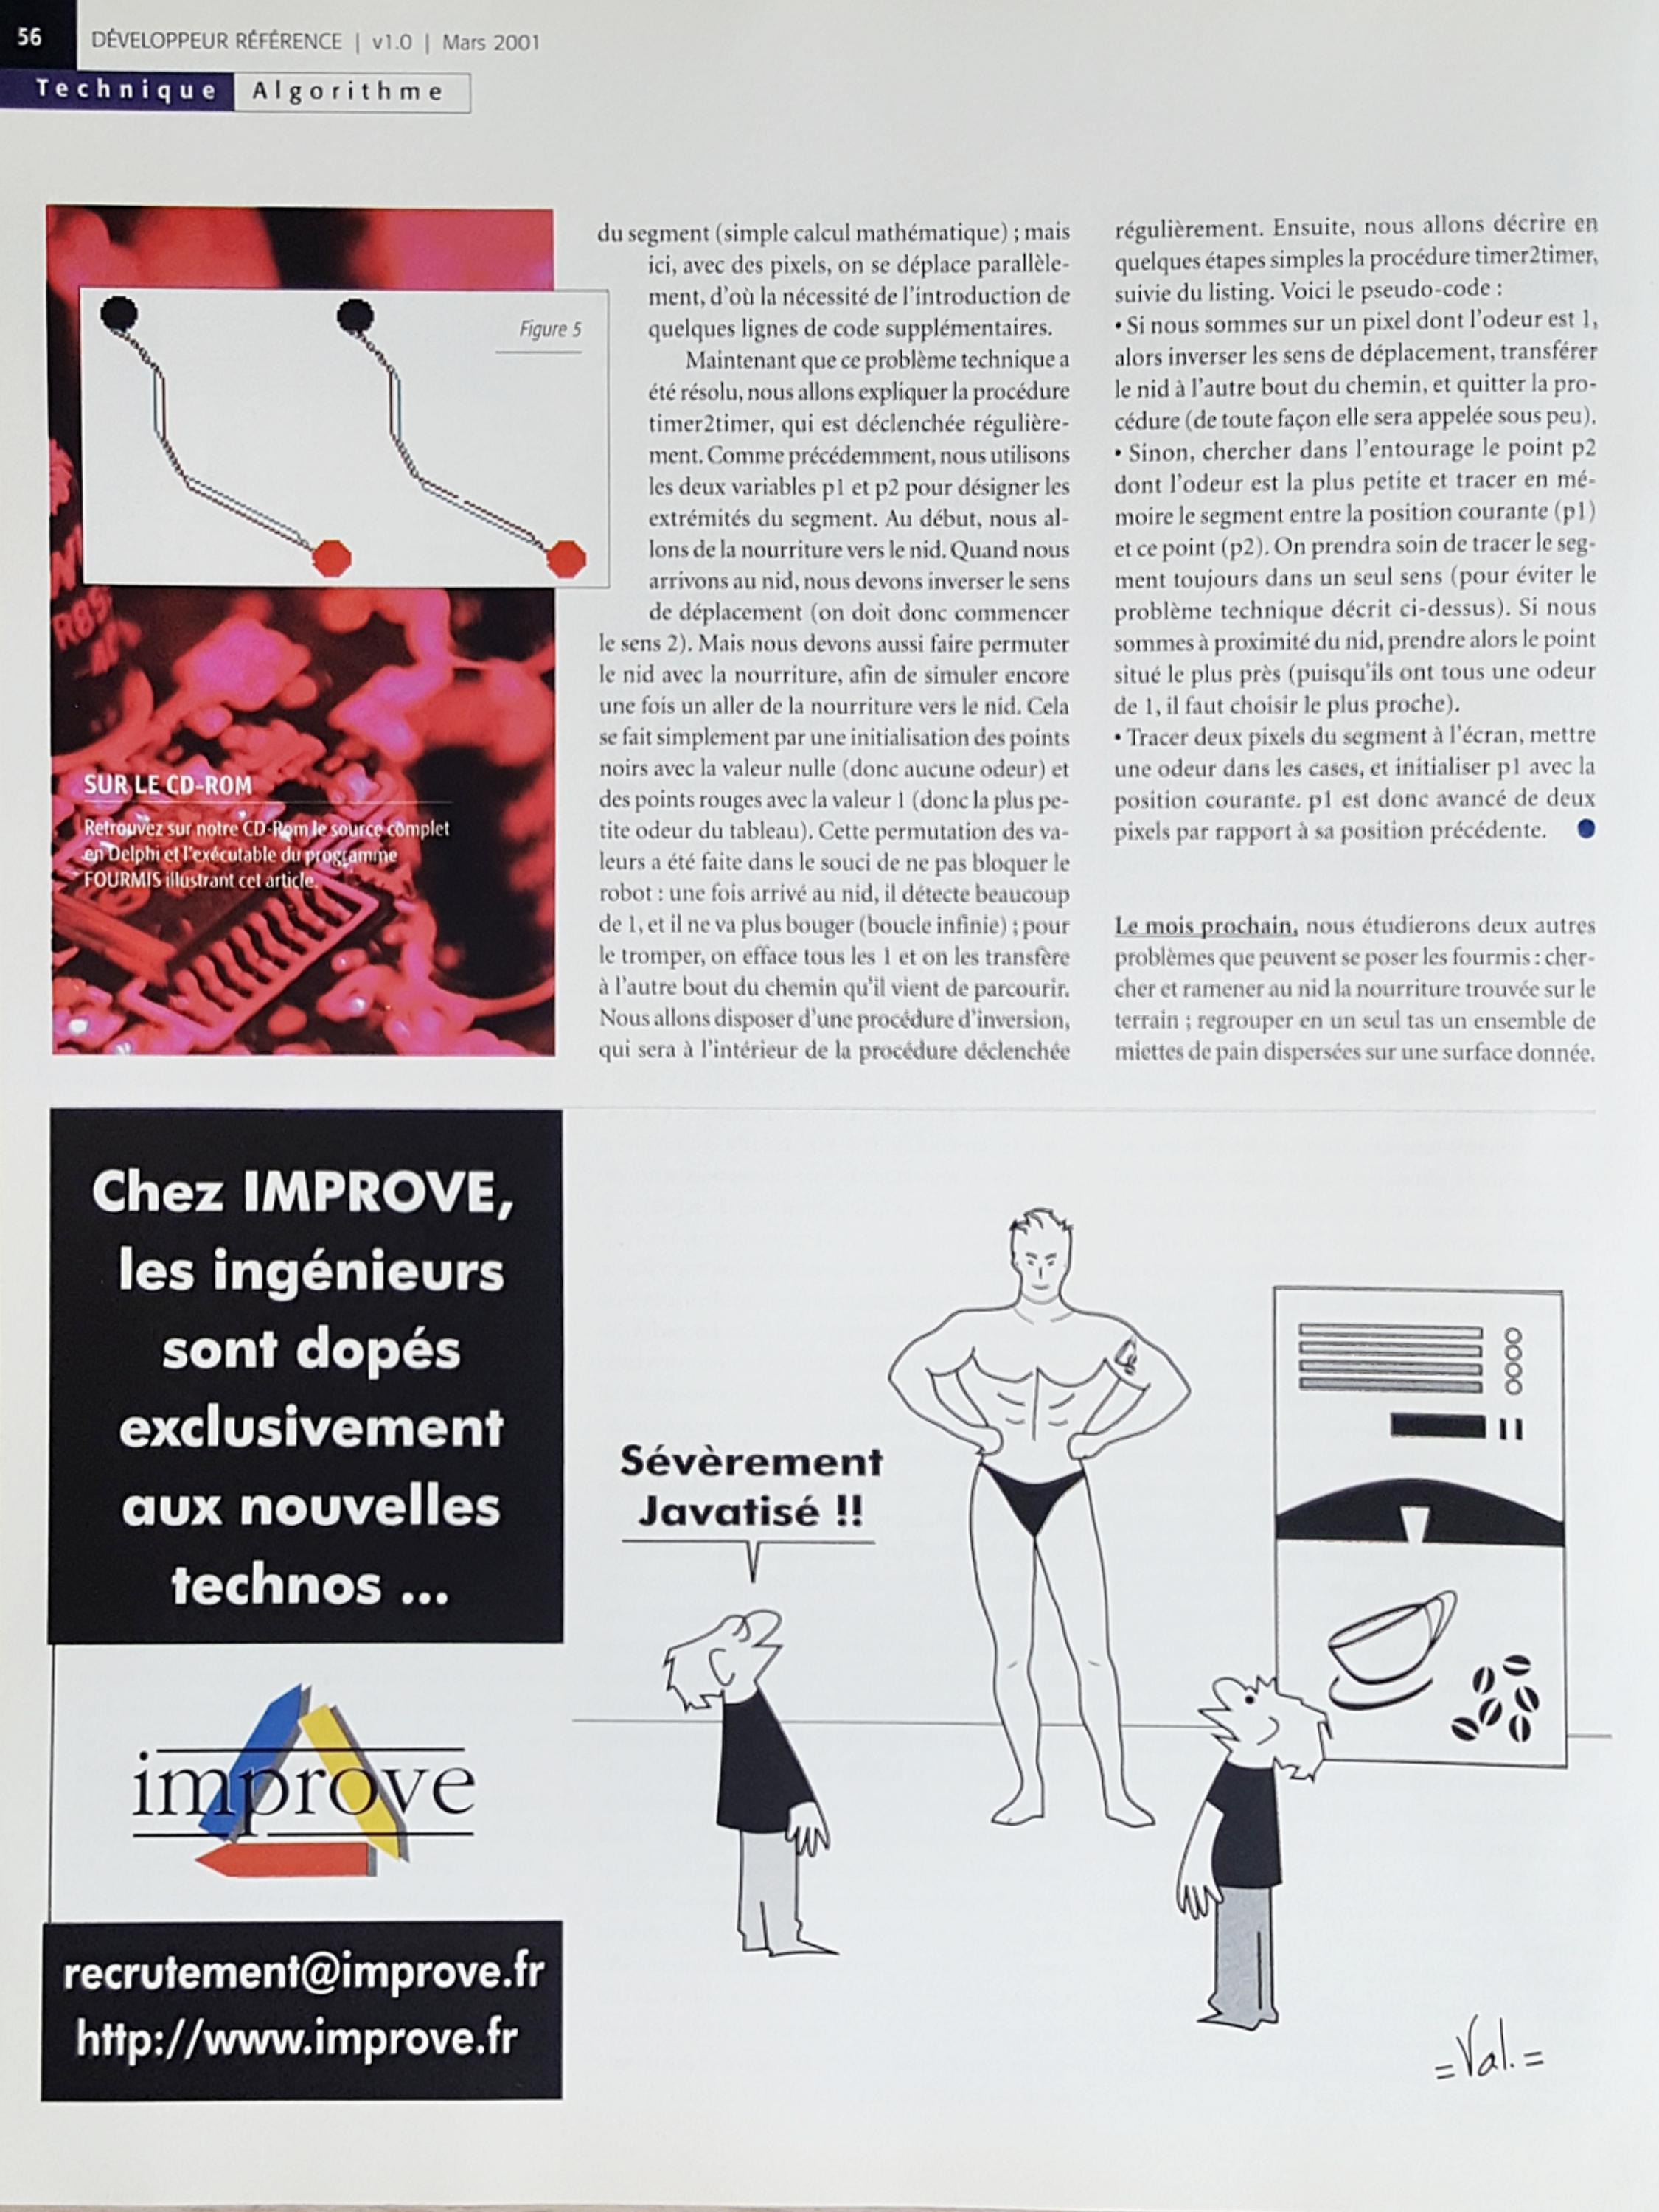 56
DÉVELOPPEUR RÉFÉRENCE | v1.0 | Mars 2001
Technique Algorithme
Figure 5
SUR LE CD-ROM
Retrouvez sur notre CD-Rom le source complet
en Delphi et l'exécutable du programme
FOURMIS illustrant cet article.
du segment (simple calcul mathématique) ; mais
ici, avec des pixels, on se déplace parallèle-
ment, d'où la nécessité de l'introduction de
quelques lignes de code supplémentaires.
Maintenant que ce problème technique a
été résolu, nous allons expliquer la procédure
timer2timer, qui est déclenchée régulière-
ment. Comme précédemment, nous utilisons
les deux variables p1 et p2 pour désigner les
extrémités du segment. Au début, nous al-
lons de la nourriture vers le nid. Quand nous
arrivons au nid, nous devons inverser le sens
de déplacement (on doit donc commencer
le sens 2). Mais nous devons aussi faire permuter
le nid avec la nourriture, afin de simuler encore
une fois un aller de la nourriture vers le nid. Cela
se fait simplement par une initialisation des points
noirs avec la valeur nulle (donc aucune odeur) et
des points rouges avec la valeur 1 (donc la plus pe-
tite odeur du tableau). Cette permutation des va-
leurs a été faite dans le souci de ne pas bloquer le
robot : une fois arrivé au nid, il détecte beaucoup
de 1, et il ne va plus bouger (boucle infinie) ; pour
le tromper, on efface tous les 1 et on les transfère
à l'autre bout du chemin qu'il vient de parcourir.
Nous allons disposer d'une procédure d'inversion,
qui sera à l'intérieur de la procédure déclenchée
régulièrement. Ensuite, nous allons décrire en
quelques étapes simples la procédure timer2timer,
suivie du listing. Voici le pseudo-code :
• Si nous sommes sur un pixel dont l'odeur est 1,
alors inverser les sens de déplacement, transférer
le nid à l'autre bout du chemin, et quitter la pro-
cédure (de toute façon elle sera appelée sous peu).
• Sinon, chercher dans l'entourage le point p2
dont l'odeur est la plus petite et tracer en mé-
moire le segment entre la position courante (p1)
et ce point (p2). On prendra soin de tracer le seg-
ment toujours dans un seul sens (pour éviter le
problème technique décrit ci-dessus). Si nous
sommes à proximité du nid, prendre alors le point
situé le plus près (puisqu'ils ont tous une odeur
de 1, il faut choisir le plus proche).
• Tracer deux pixels du segment à l'écran, mettre
une odeur dans les cases, et initialiser p1 avec la
position courante. p1 est donc avancé de deux
pixels par rapport à sa position précédente.
Le mois prochain, nous étudierons deux autres
problèmes que peuvent se poser les fourmis : cher-
cher et ramener au nid la nourriture trouvée sur le
terrain ; regrouper en un seul tas un ensemble de
miettes de pain dispersées sur une surface donnée.
Chez IMPROVE,
les ingénieurs
sont dopés
exclusivement
aux nouvelles
technos ...
improve
recrutement@improve.fr
http://www.improve.fr
Sévèrement
Javatisé !!
=Val.=